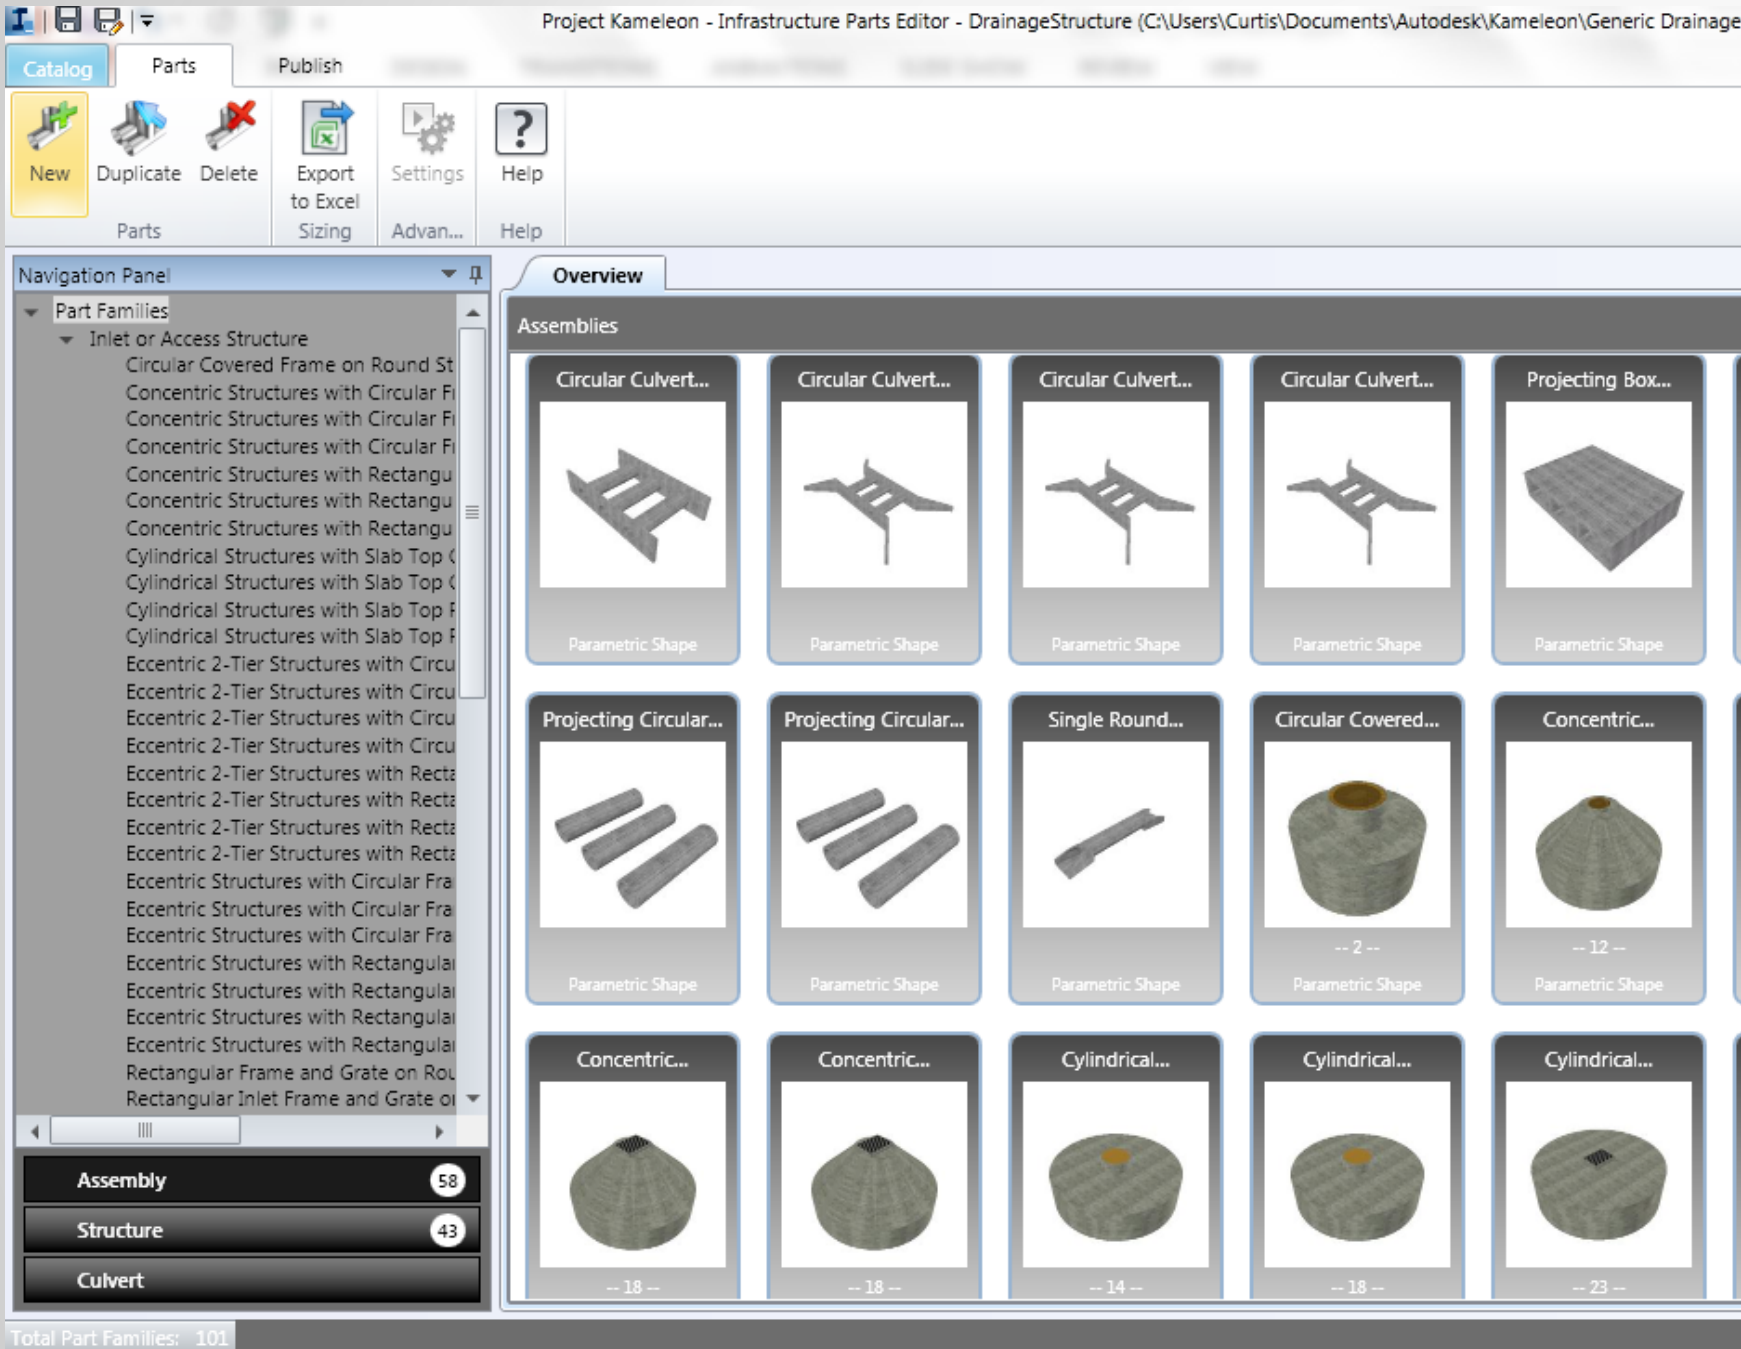 Project Kameleon - Infrastructure Parts Editor - DrainageStructure (C:\Users\Curtis\Documents\Autodesk\Kameleon\Generic Drainage
Catalog
Parts
Publish
New
Duplicate
Delete
Export
to Excel
Settings
Help
Parts
Sizing
Advan...
Help
Navigation Panel
Part Families
Inlet or Access Structure
Circular Covered Frame on Round St
Concentric Structures with Circular Fr
Concentric Structures with Circular Fr
Concentric Structures with Circular Fr
Concentric Structures with Rectangu
Concentric Structures with Rectangu
Concentric Structures with Rectangu
Cylindrical Structures with Slab Top C
Cylindrical Structures with Slab Top C
Cylindrical Structures with Slab Top F
Cylindrical Structures with Slab Top F
Eccentric 2-Tier Structures with Circu
Eccentric 2-Tier Structures with Circu
Eccentric 2-Tier Structures with Circu
Eccentric 2-Tier Structures with Circu
Eccentric 2-Tier Structures with Recta
Eccentric 2-Tier Structures with Recta
Eccentric 2-Tier Structures with Recta
Eccentric 2-Tier Structures with Recta
Eccentric Structures with Circular Fra
Eccentric Structures with Circular Fra
Eccentric Structures with Circular Fra
Eccentric Structures with Rectangular
Eccentric Structures with Rectangular
Eccentric Structures with Rectangular
Eccentric Structures with Rectangular
Rectangular Frame and Grate on Rou
Rectangular Inlet Frame and Grate or
Assembly 58
Structure 43
Culvert
Total Part Families: 101
Overview
Assemblies
Circular Culvert...
Circular Culvert...
Circular Culvert...
Circular Culvert...
Projecting Box...
Parametric Shape
Parametric Shape
Parametric Shape
Parametric Shape
Parametric Shape
Projecting Circular...
Projecting Circular...
Single Round...
Circular Covered...
Concentric...
-- 2 --
-- 12 --
Parametric Shape
Parametric Shape
Parametric Shape
Parametric Shape
Parametric Shape
Concentric...
Concentric...
Cylindrical...
Cylindrical...
Cylindrical...
-- 18 --
-- 18 --
-- 14 --
-- 18 --
-- 23 --